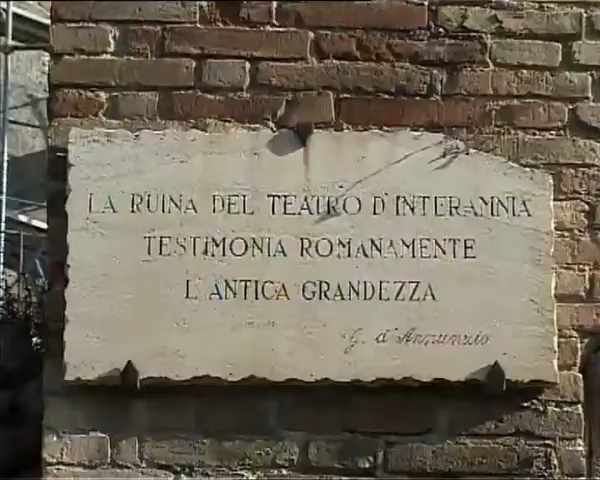 LA RUINA DEL TEATRO D'INTERAMNIA
TESTIMONIA ROMANAMENTE
L'ANTICA GRANDEZZA
G. d'Annunzio